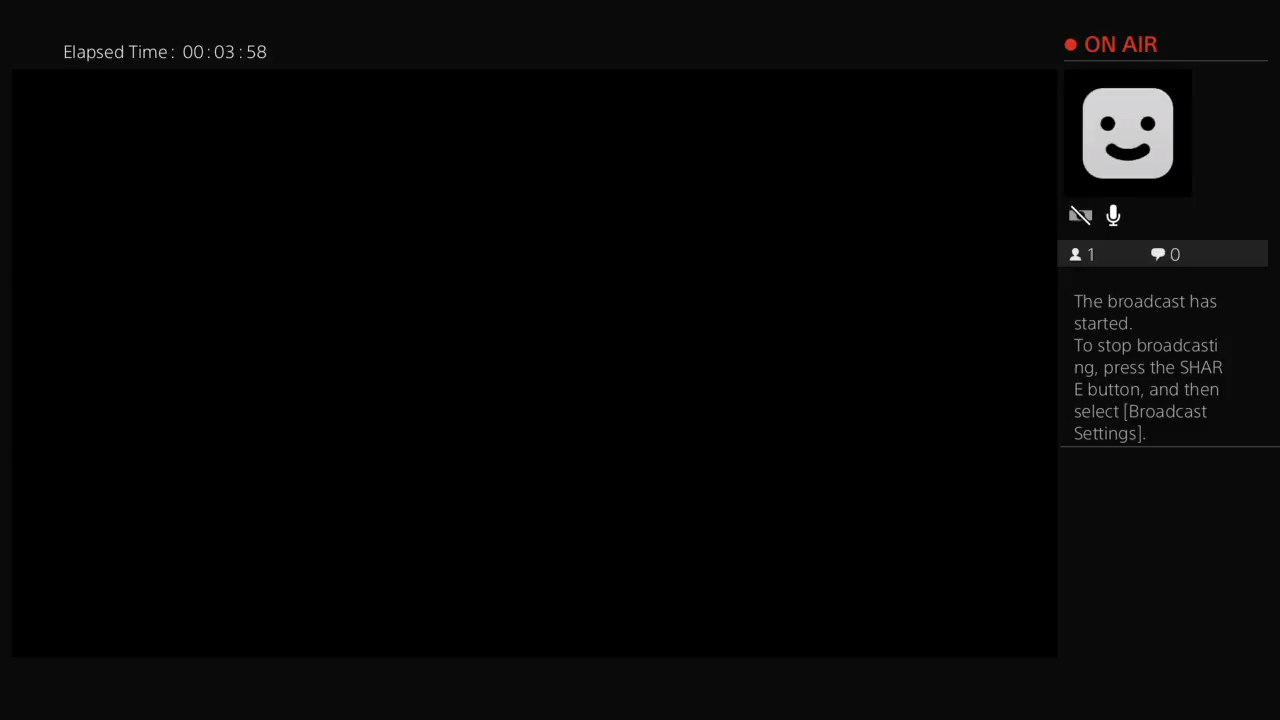 Elapsed Time: 00:03:58
ON AIR
1 0
The broadcast has
started.
To stop broadcasti
ng, press the SHAR
E button, and then
select [Broadcast
Settings].